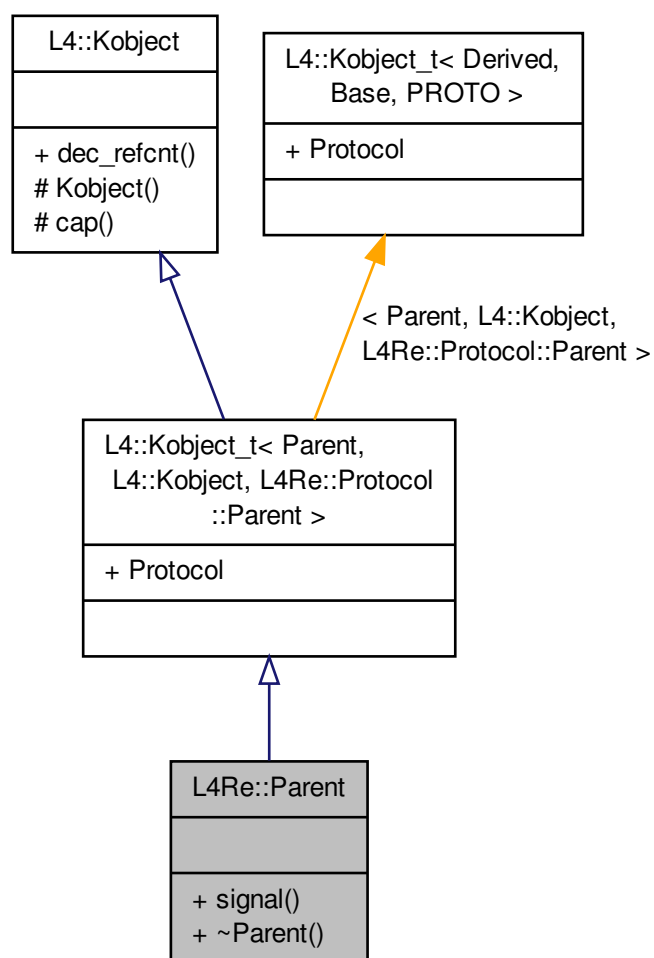 L4::Kobject
+ dec_refcnt()
# Kobject()
# cap()
L4::Kobject_t< Derived,
Base, PROTO >
+ Protocol
< Parent, L4::Kobject,
L4Re::Protocol::Parent >
L4::Kobject_t< Parent,
L4::Kobject, L4Re::Protocol
::Parent >
+ Protocol
L4Re::Parent
+ signal()
+ ~Parent()